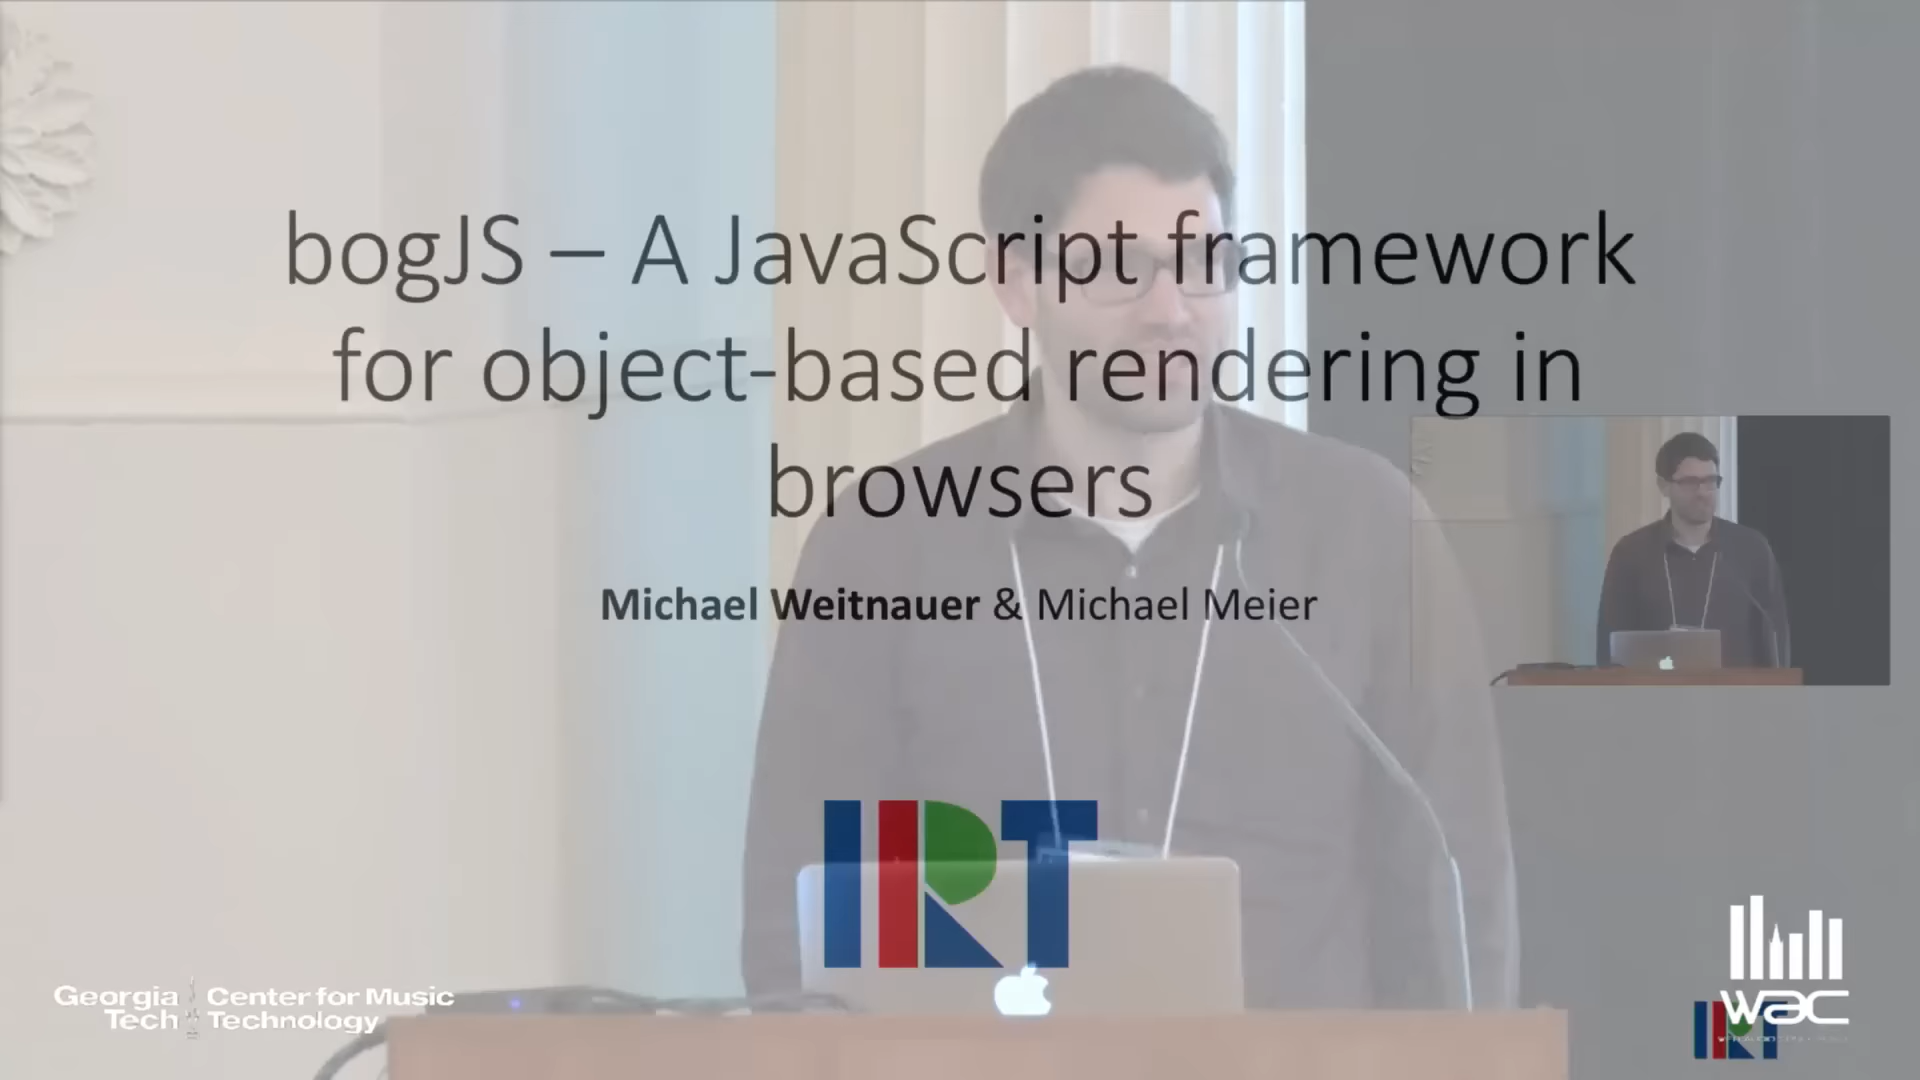 bogJS – A JavaScript framework
for object-based rendering in
browsers
Michael Weitnauer & Michael Meier
IRT
Georgia Tech Center for Music Technology
wac
IRT